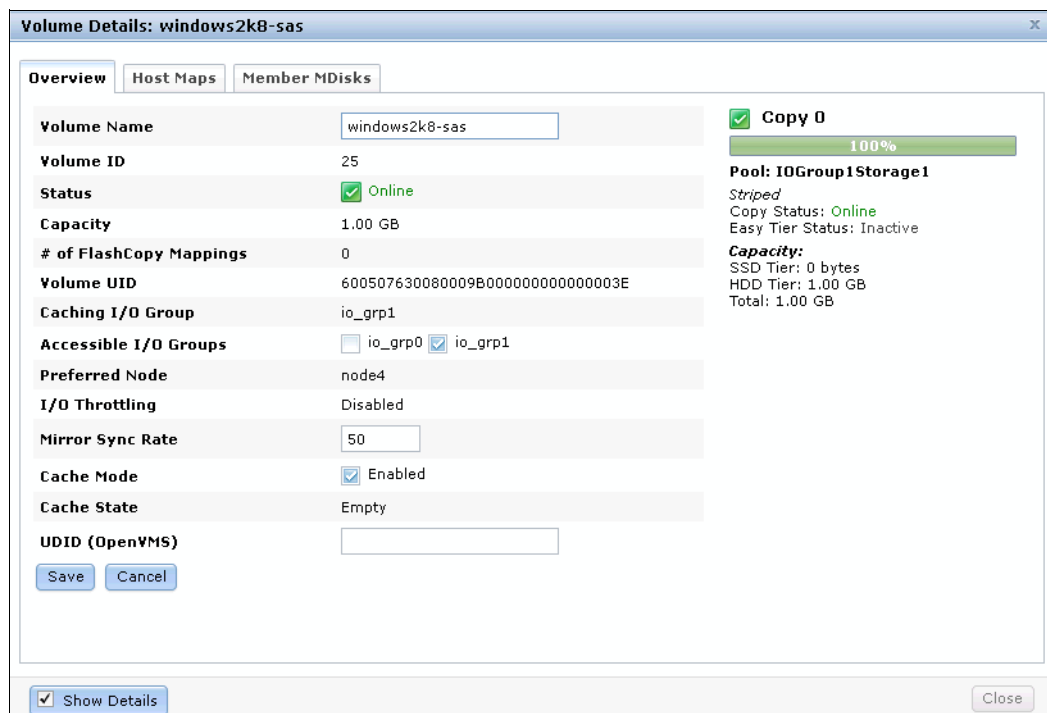 Volume Details: windows2k8-sas x
Overview Host Maps Member MDisks
Volume Name windows2k8-sas
Volume ID 25
Status Online
Capacity 1.00 GB
# of FlashCopy Mappings 0
Volume UID 600507630080009B000000000000003E
Caching I/O Group io_grp1
Accessible I/O Groups io_grp0 io_grp1
Preferred Node node4
I/O Throttling Disabled
Mirror Sync Rate 50
Cache Mode Enabled
Cache State Empty
UDID (OpenVMS)
Save Cancel
Copy 0
100%
Pool: IOGroup1Storage1
Striped
Copy Status: Online
Easy Tier Status: Inactive
Capacity:
SSD Tier: 0 bytes
HDD Tier: 1.00 GB
Total: 1.00 GB
Show Details Close